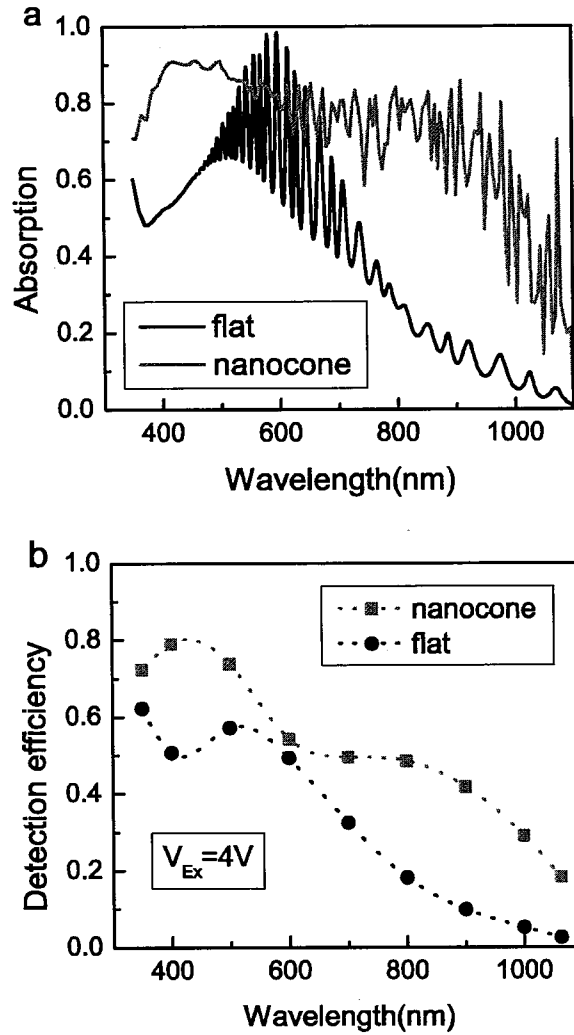 a
1.0
0.8
0.6
0.4
0.2
0.0
Absorption
flat
nanocone
400 600 800 1000
Wavelength(nm)
b
1.0
0.8
0.6
0.4
0.2
0.0
Detection efficiency
nanocone
flat
V_Ex=4V
400 600 800 1000
Wavelength(nm)